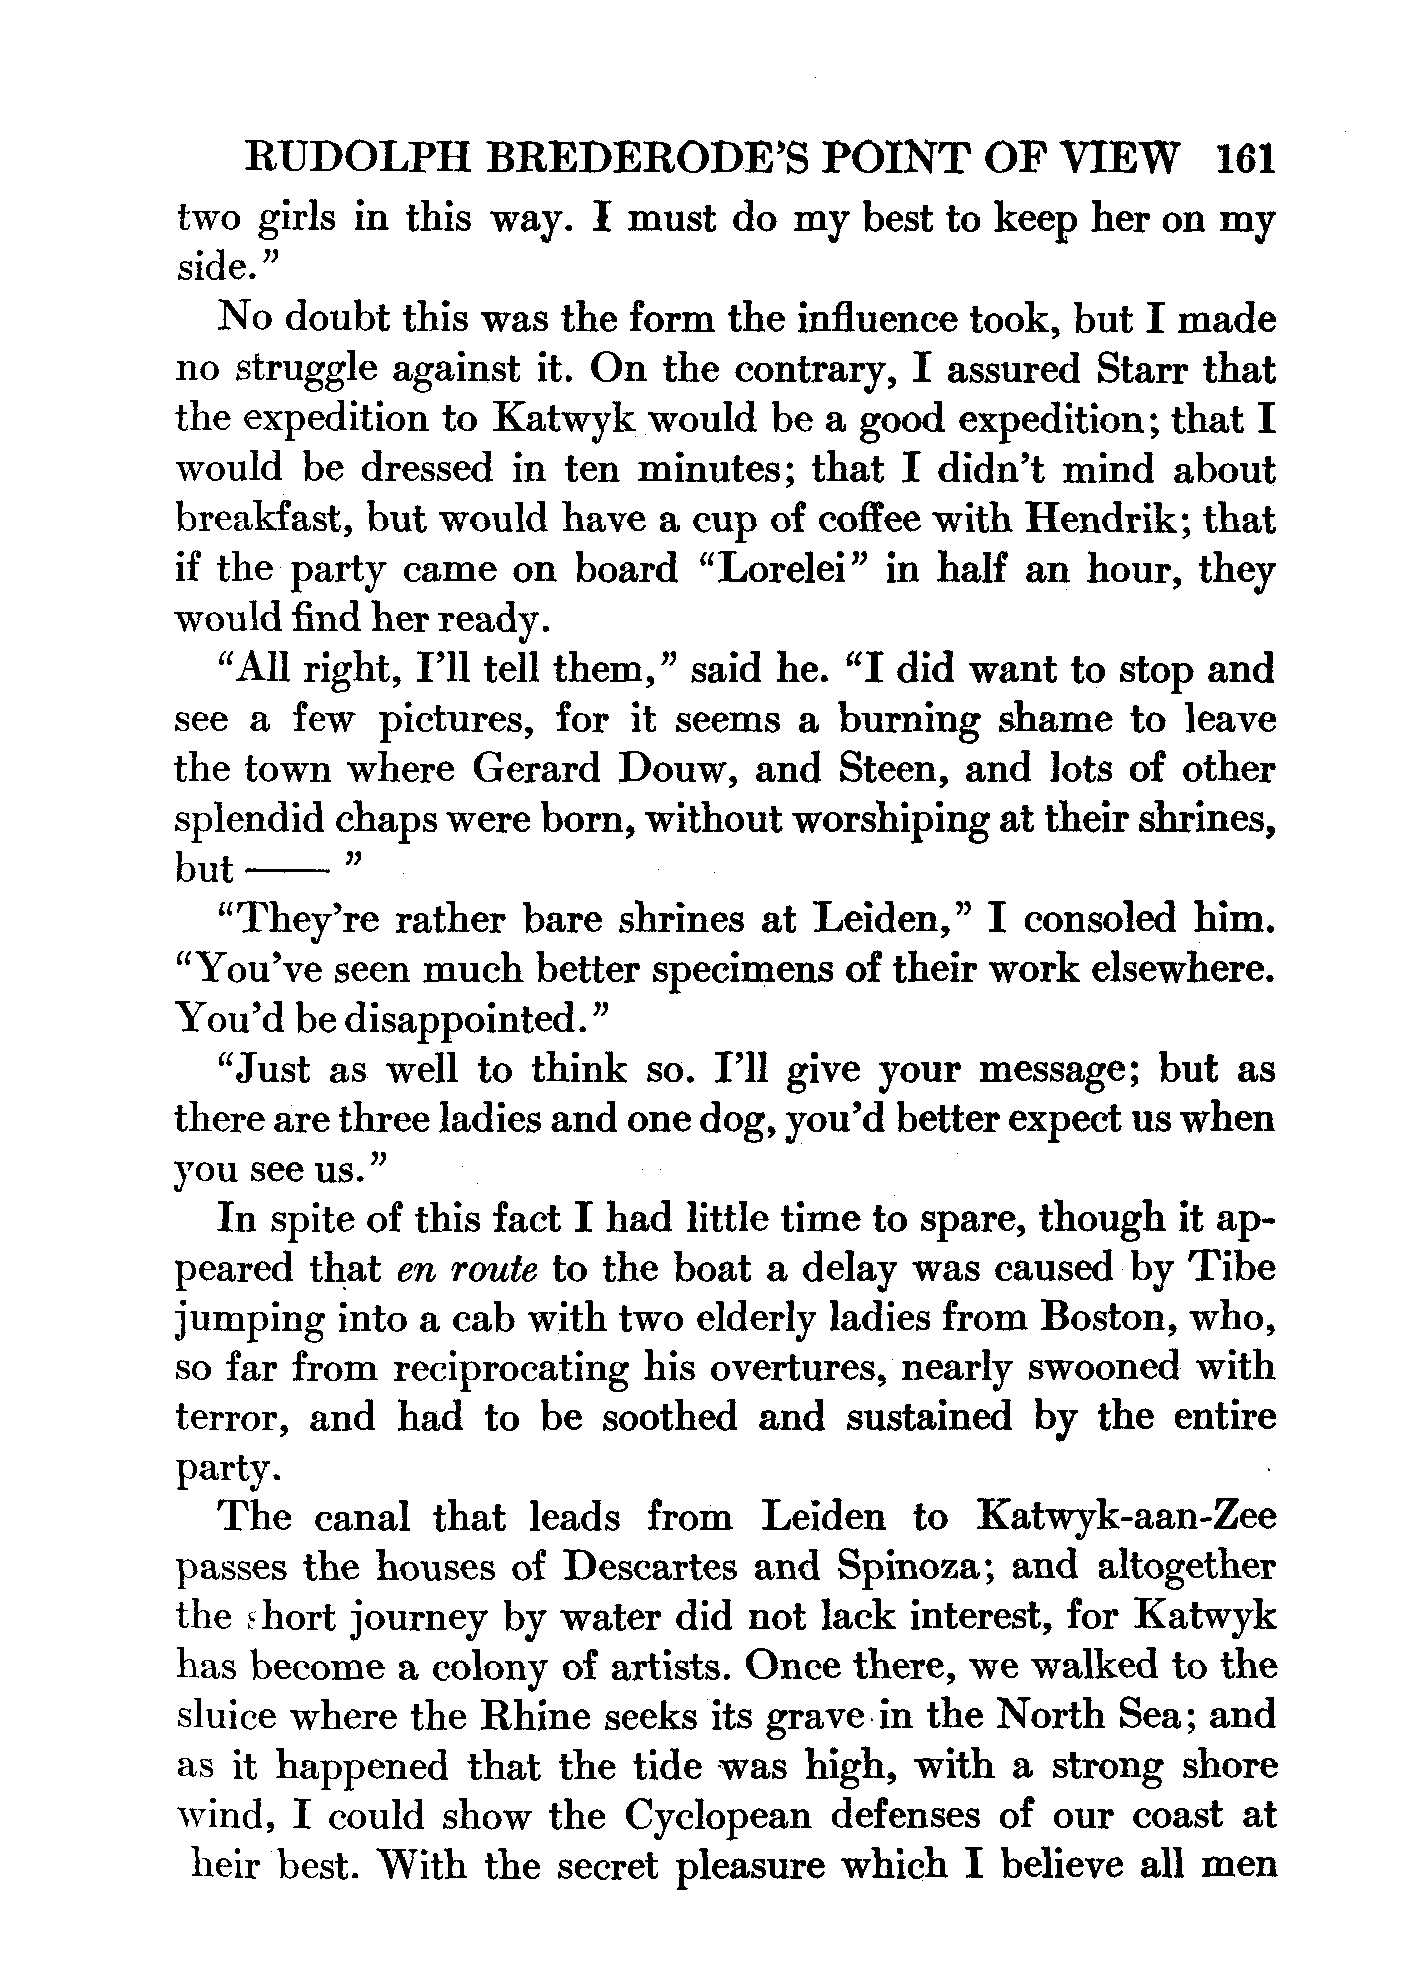 RUDOLPH BREDERODE'S POINT OF VIEW 161
two girls in this way. I must do my best to keep her on my
side."
No doubt this was the form the influence took, but I made
no struggle against it. On the contrary, I assured Starr that
the expedition to Katwyk would be a good expedition; that I
would be dressed in ten minutes; that I didn't mind about
breakfast, but would have a cup of coffee with Hendrik; that
if the party came on board "Lorelei" in half an hour, they
would find her ready.
"All right, I'll tell them," said he. "I did want to stop and
see a few pictures, for it seems a burning shame to leave
the town where Gerard Douw, and Steen, and lots of other
splendid chaps were born, without worshiping at their shrines,
but —— "
"They're rather bare shrines at Leiden," I consoled him.
"You've seen much better specimens of their work elsewhere.
You'd be disappointed."
"Just as well to think so. I'll give your message; but as
there are three ladies and one dog, you'd better expect us when
you see us."
In spite of this fact I had little time to spare, though it ap-
peared that en route to the boat a delay was caused by Tibe
jumping into a cab with two elderly ladies from Boston, who,
so far from reciprocating his overtures, nearly swooned with
terror, and had to be soothed and sustained by the entire
party.
The canal that leads from Leiden to Katwyk-aan-Zee
passes the houses of Descartes and Spinoza; and altogether
the short journey by water did not lack interest, for Katwyk
has become a colony of artists. Once there, we walked to the
sluice where the Rhine seeks its grave in the North Sea; and
as it happened that the tide was high, with a strong shore
wind, I could show the Cyclopean defenses of our coast at
heir best. With the secret pleasure which I believe all men